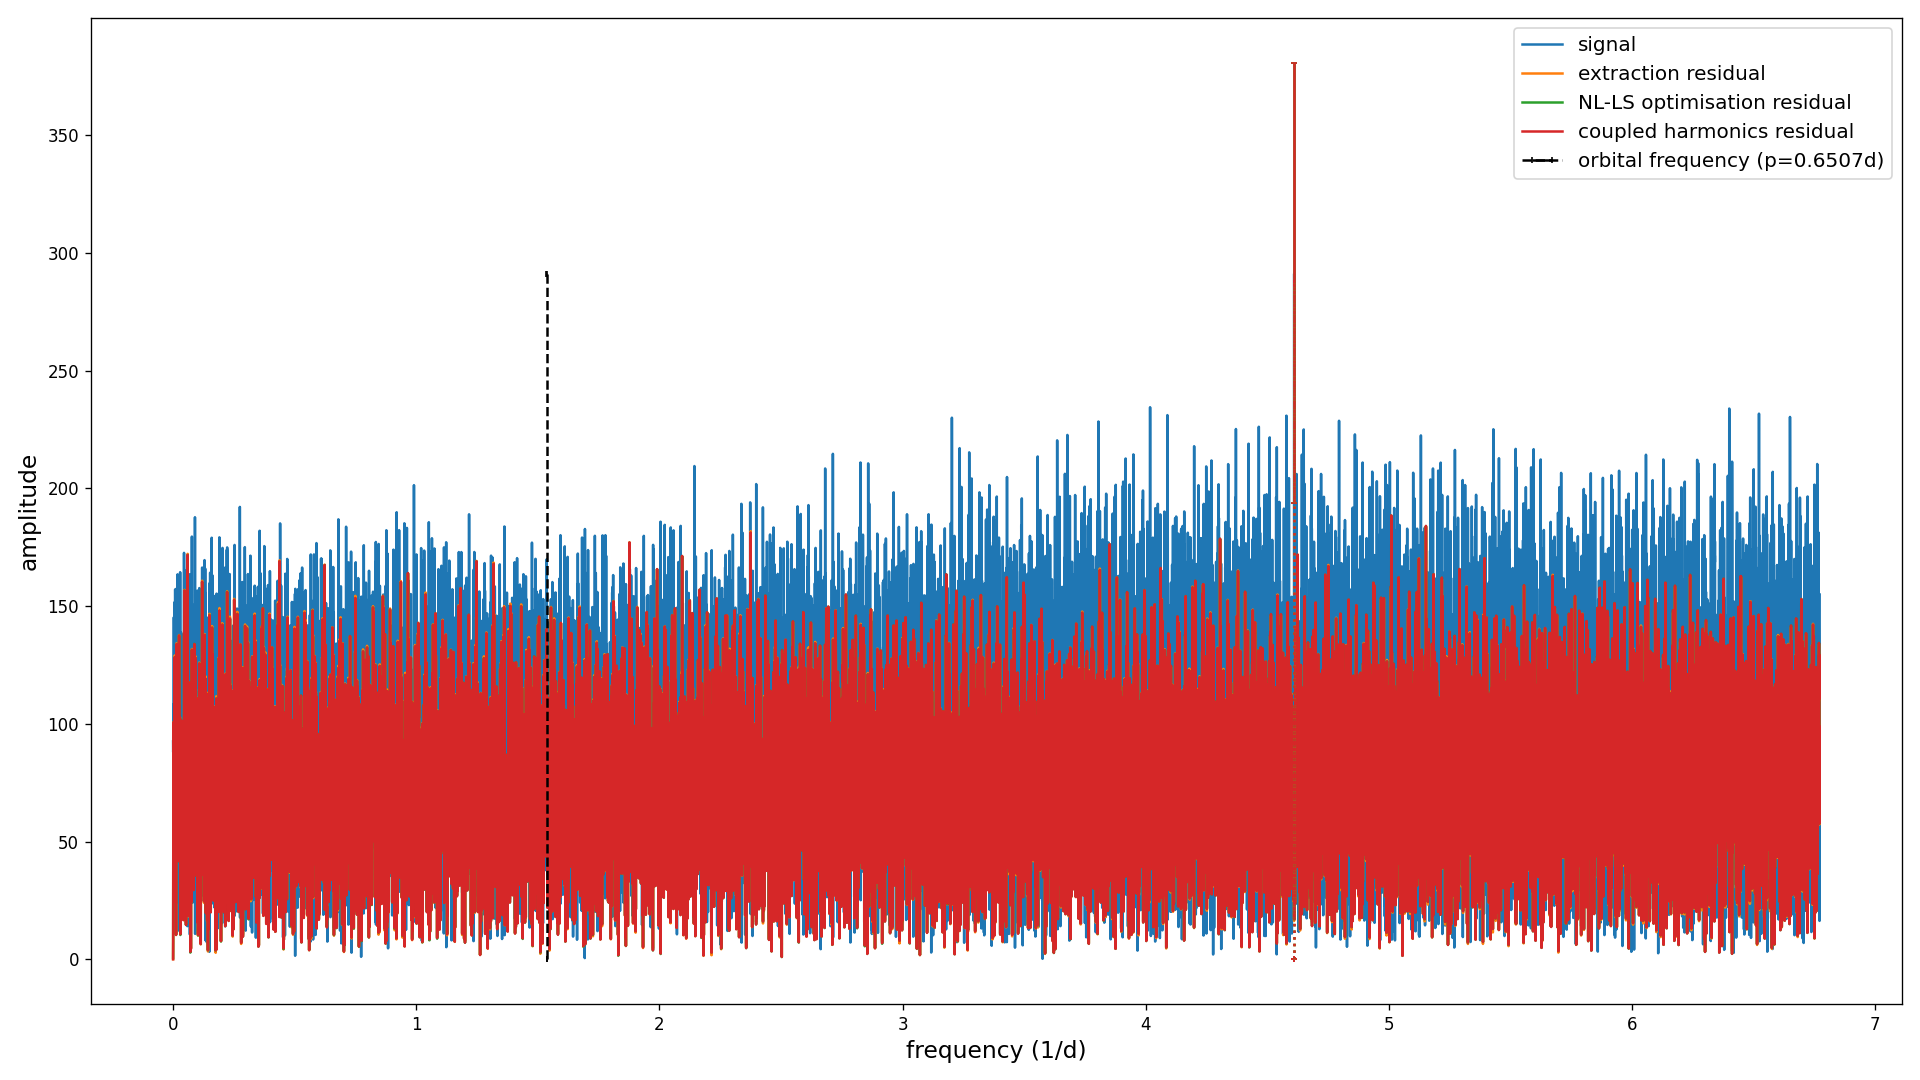 signal
extraction residual
NL-LS optimisation residual
coupled harmonics residual
orbital frequency (p=0.6507d)
amplitude
350
300
250
200
150
100
50
0
0 1 2 3 4 5 6 7
frequency (1/d)